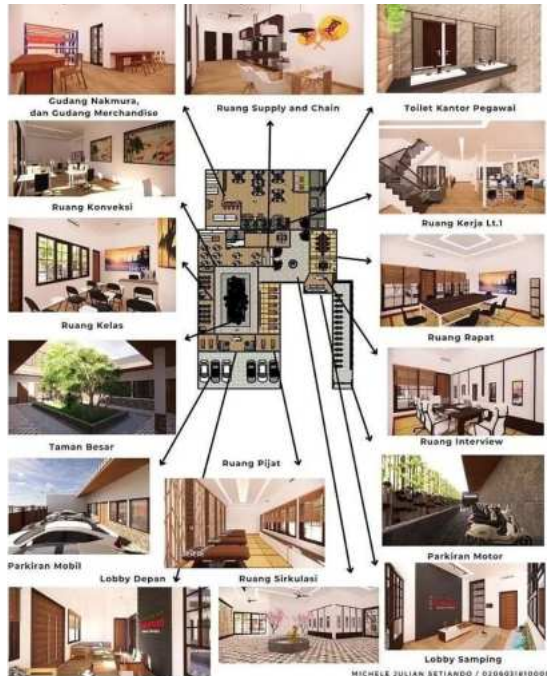 Gudang Nakmura,
dan Gudang Merchandise
Ruang Supply and Chain
Toilet Kantor Pegawai
Ruang Konveksi
Ruang Kerja Lt.1
Ruang Kelas
Ruang Rapat
Taman Besar
Ruang Interview
Ruang Pijat
Parkiran Mobil
Parkiran Motor
Lobby Depan
Ruang Sirkulasi
Lobby Samping
MICHELE JULIAN SETIANDO /